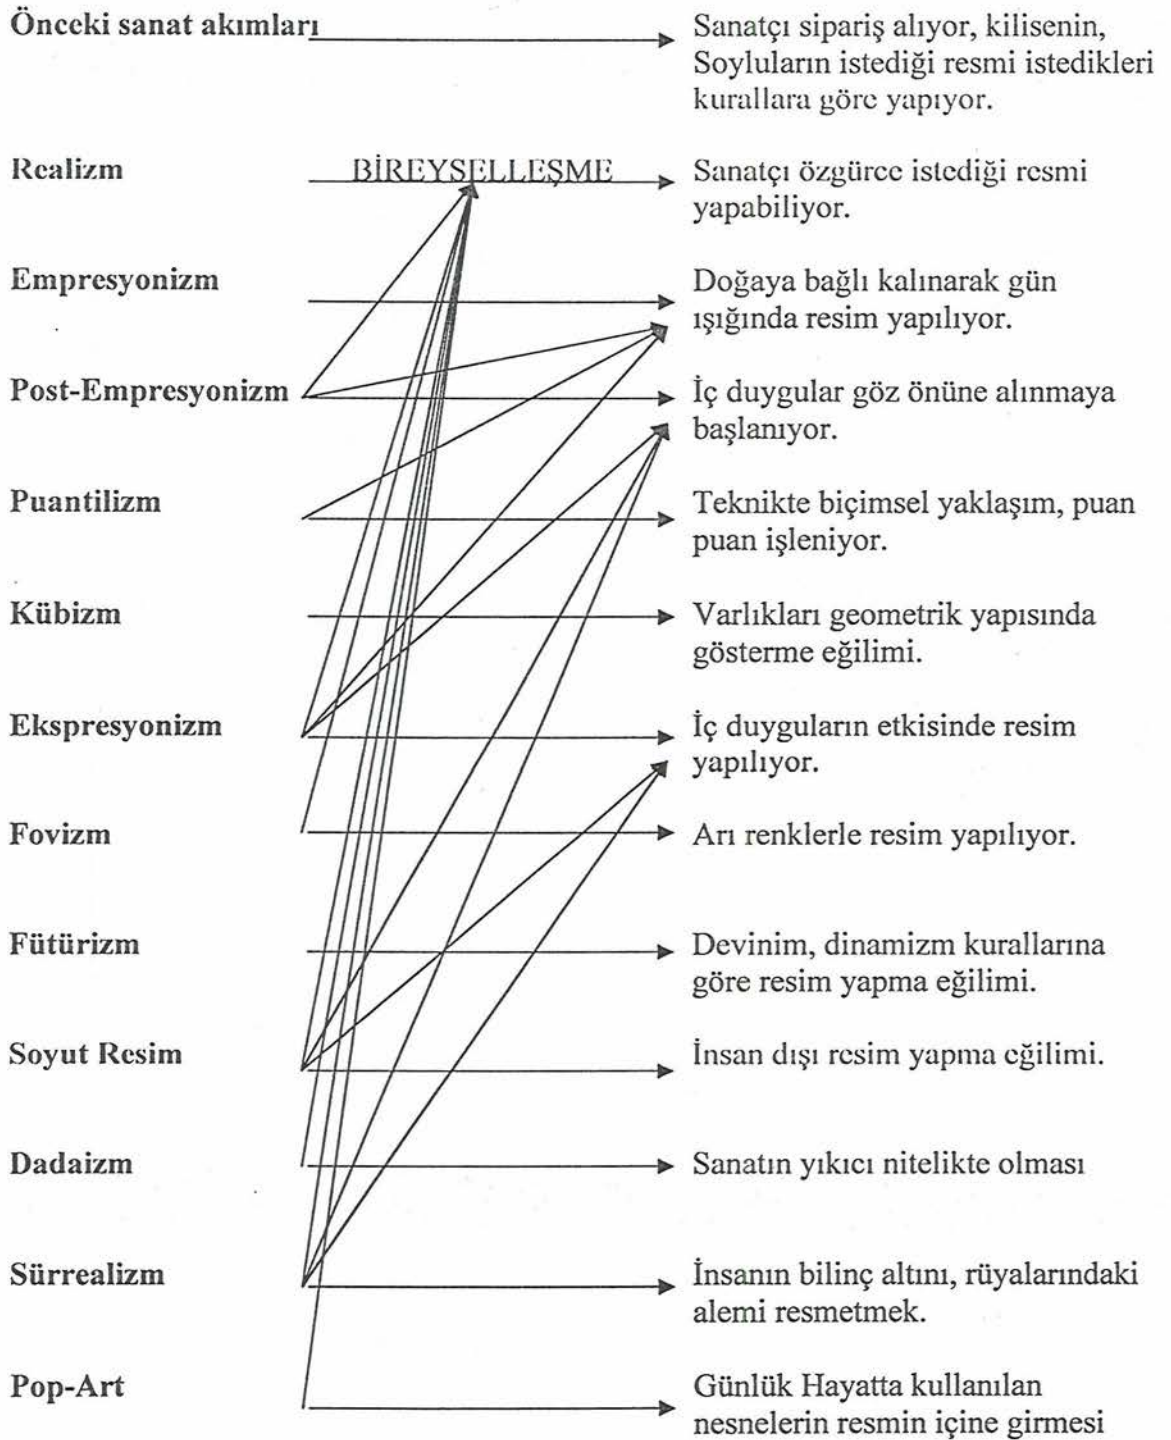 Önceki sanat akımları
Sanatçı sipariş alıyor, kilisenin,
Soyluların istediği resmi istedikleri
kurallara göre yapıyor.
Realizm
BİREYSELLEŞME
Sanatçı özgürce istediği resmi
yapabiliyor.
Empresyonizm
Doğaya bağlı kalınarak gün
ışığında resim yapılıyor.
Post-Empresyonizm
İç duygular göz önüne alınmaya
başlanıyor.
Puantilizm
Teknikte biçimsel yaklaşım, puan
puan işleniyor.
Kübizm
Varlıkları geometrik yapısında
gösterme eğilimi.
Ekspresyonizm
İç duyguların etkisinde resim
yapılıyor.
Fovizm
Arı renklerle resim yapılıyor.
Fütürizm
Devinim, dinamizm kurallarına
göre resim yapma eğilimi.
Soyut Resim
İnsan dışı resim yapma eğilimi.
Dadaizm
Sanatın yıkıcı nitelikte olması
Sürrealizm
İnsanın bilinç altını, rüyalarındaki
alemi resmetmek.
Pop-Art
Günlük Hayatta kullanılan
nesnelerin resmin içine girmesi